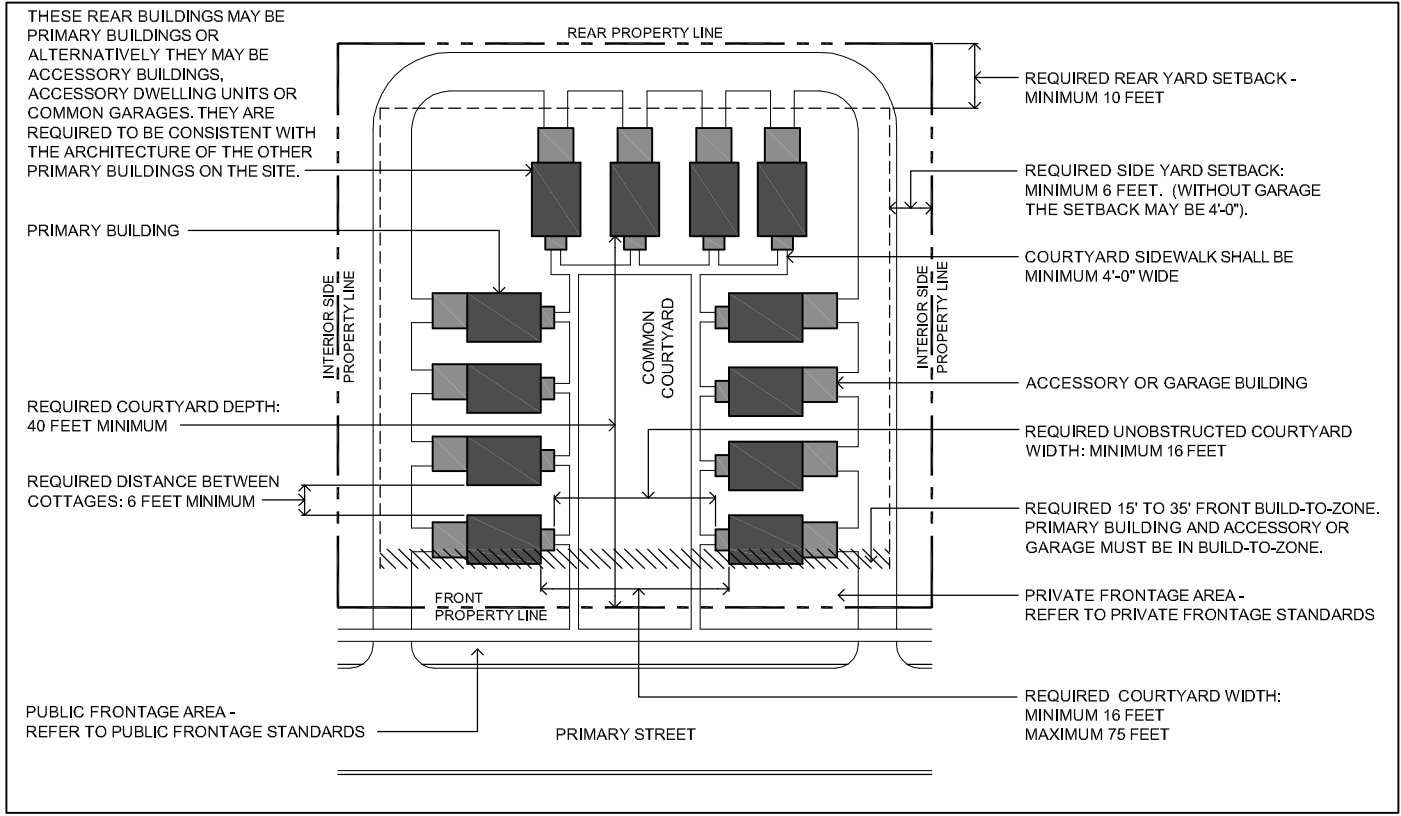 THESE REAR BUILDINGS MAY BE
PRIMARY BUILDINGS OR
ALTERNATIVELY THEY MAY BE
ACCESSORY BUILDINGS,
ACCESSORY DWELLING UNITS OR
COMMON GARAGES. THEY ARE
REQUIRED TO BE CONSISTENT WITH
THE ARCHITECTURE OF THE OTHER
PRIMARY BUILDINGS ON THE SITE.
PRIMARY BUILDING
REQUIRED COURTYARD DEPTH:
40 FEET MINIMUM
REQUIRED DISTANCE BETWEEN
COTTAGES: 6 FEET MINIMUM
PUBLIC FRONTAGE AREA -
REFER TO PUBLIC FRONTAGE STANDARDS
REAR PROPERTY LINE
INTERIOR SIDE
PROPERTY LINE
COMMON
COURTYARD
INTERIOR SIDE
PROPERTY LINE
FRONT
PROPERTY LINE
PRIMARY STREET
REQUIRED REAR YARD SETBACK -
MINIMUM 10 FEET
REQUIRED SIDE YARD SETBACK:
MINIMUM 6 FEET. (WITHOUT GARAGE
THE SETBACK MAY BE 4'-0").
COURTYARD SIDEWALK SHALL BE
MINIMUM 4'-0" WIDE
ACCESSORY OR GARAGE BUILDING
REQUIRED UNOBSTRUCTED COURTYARD
WIDTH: MINIMUM 16 FEET
REQUIRED 15' TO 35' FRONT BUILD-TO-ZONE.
PRIMARY BUILDING AND ACCESSORY OR
GARAGE MUST BE IN BUILD-TO-ZONE.
PRIVATE FRONTAGE AREA -
REFER TO PRIVATE FRONTAGE STANDARDS
REQUIRED COURTYARD WIDTH:
MINIMUM 16 FEET
MAXIMUM 75 FEET